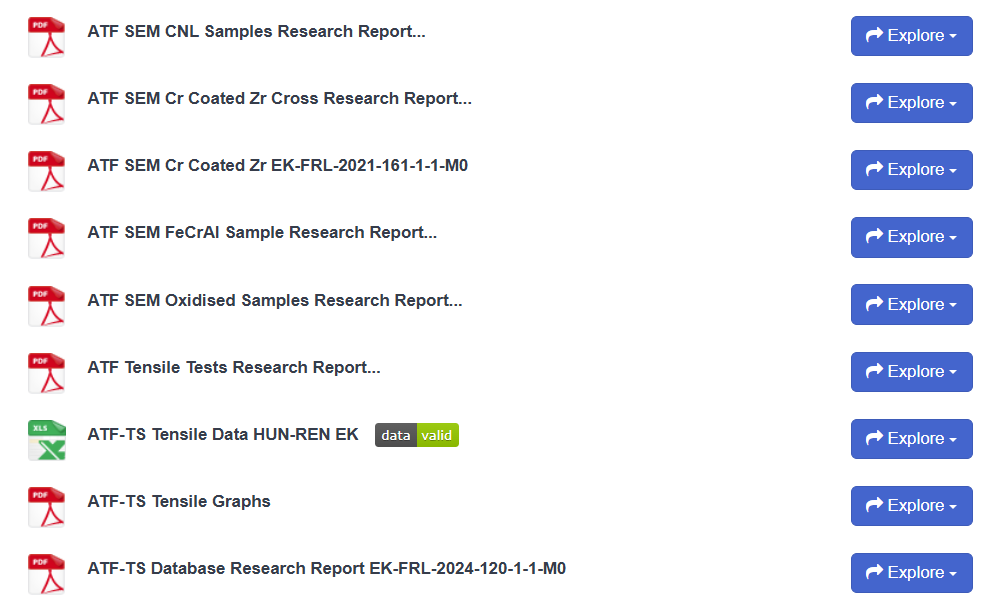 PDF
ATF SEM CNL Samples Research Report...
Explore
PDF
ATF SEM Cr Coated Zr Cross Research Report...
Explore
PDF
ATF SEM Cr Coated Zr EK-FRL-2021-161-1-1-M0
Explore
PDF
ATF SEM FeCrAl Sample Research Report...
Explore
PDF
ATF SEM Oxidised Samples Research Report...
Explore
PDF
ATF Tensile Tests Research Report...
Explore
XLS
ATF-TS Tensile Data HUN-REN EK data valid
Explore
PDF
ATF-TS Tensile Graphs
Explore
PDF
ATF-TS Database Research Report EK-FRL-2024-120-1-1-M0
Explore